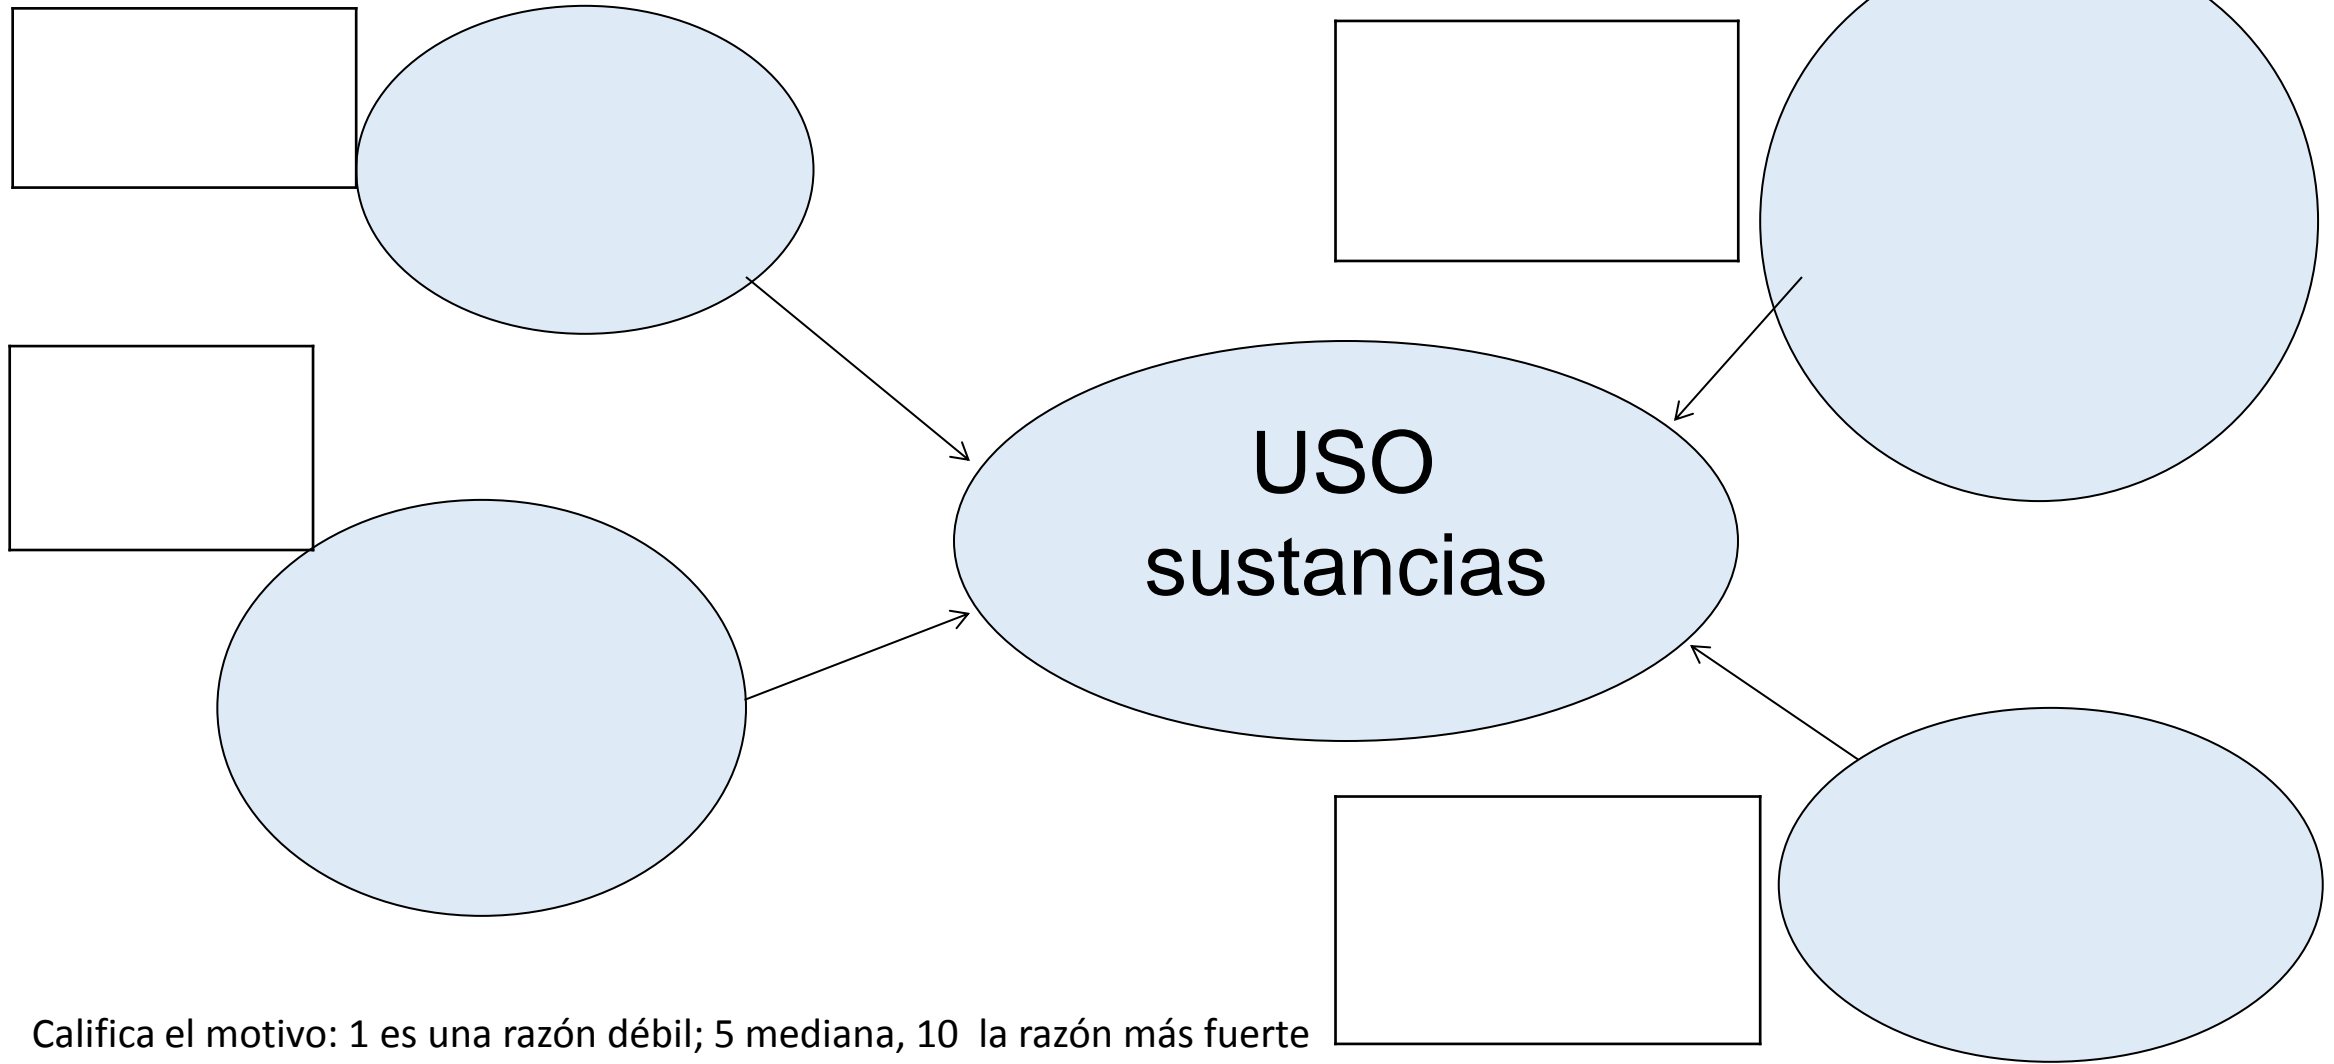 USO
sustancias
Califica el motivo: 1 es una razón débil; 5 mediana, 10  la razón más fuerte